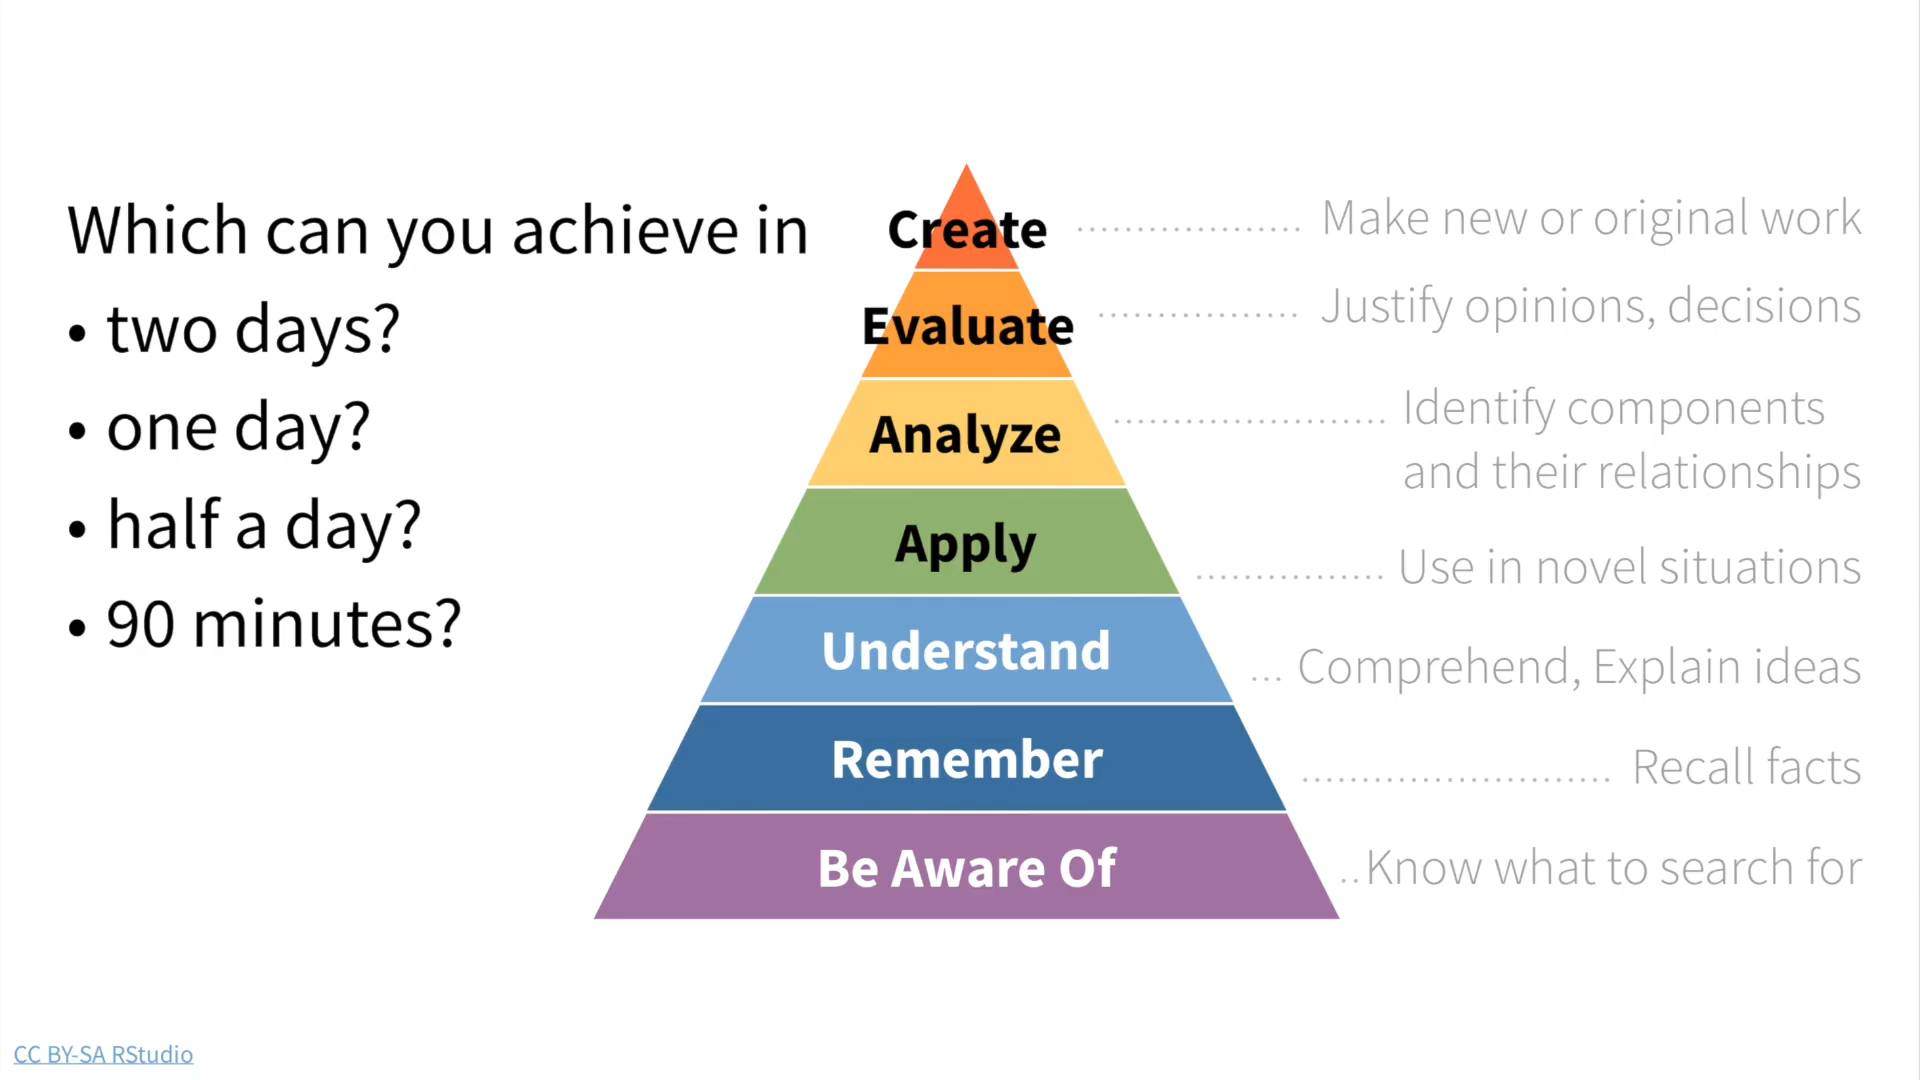 Which can you achieve in
• two days?
• one day?
• half a day?
• 90 minutes?
Create ................... Make new or original work
Evaluate ................. Justify opinions, decisions
Analyze ....................... Identify components
and their relationships
Apply ................ Use in novel situations
Understand ... Comprehend, Explain ideas
Remember .......................... Recall facts
Be Aware Of ..Know what to search for
CC BY-SA RStudio